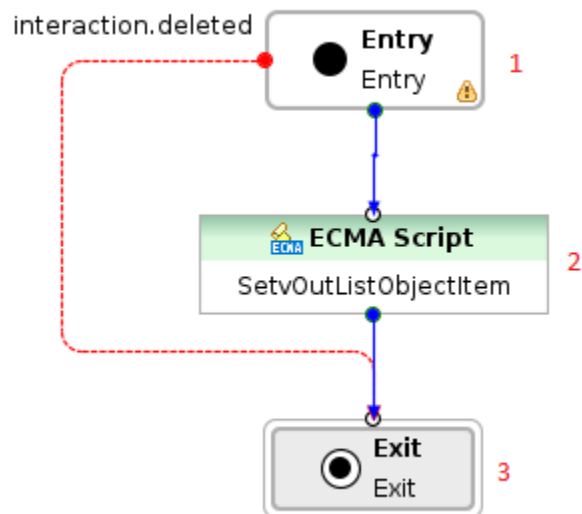 interaction.deleted
Entry
Entry
1
ECMA
ECMA Script
SetvOutListObjectItem
2
Exit
Exit
3